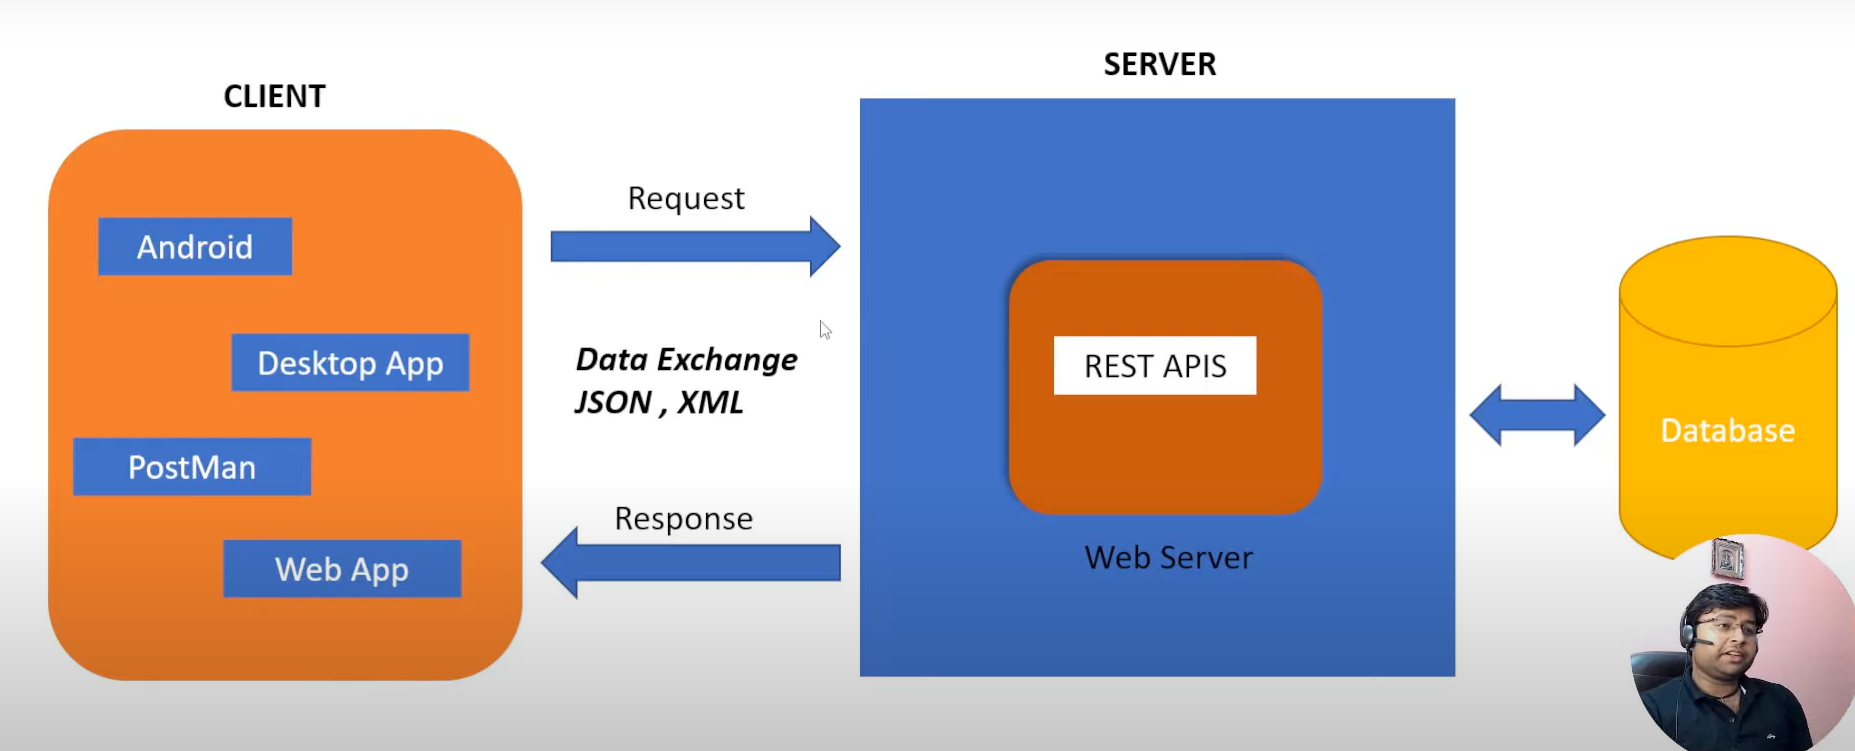 CLIENT
SERVER
Android
Desktop App
PostMan
Web App
Request
Data Exchange
JSON , XML
Response
REST APIS
Web Server
Database